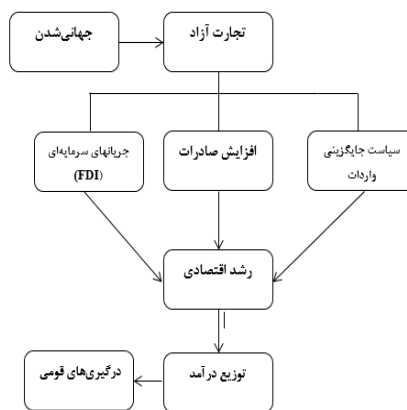 جهانی‌شدن
تجارت آزاد
سیاست جایگزینی
واردات
افزایش صادرات
جریانهای سرمایه‌ای
(FDI)
رشد اقتصادی
توزیع درآمد
درگیری‌های قومی